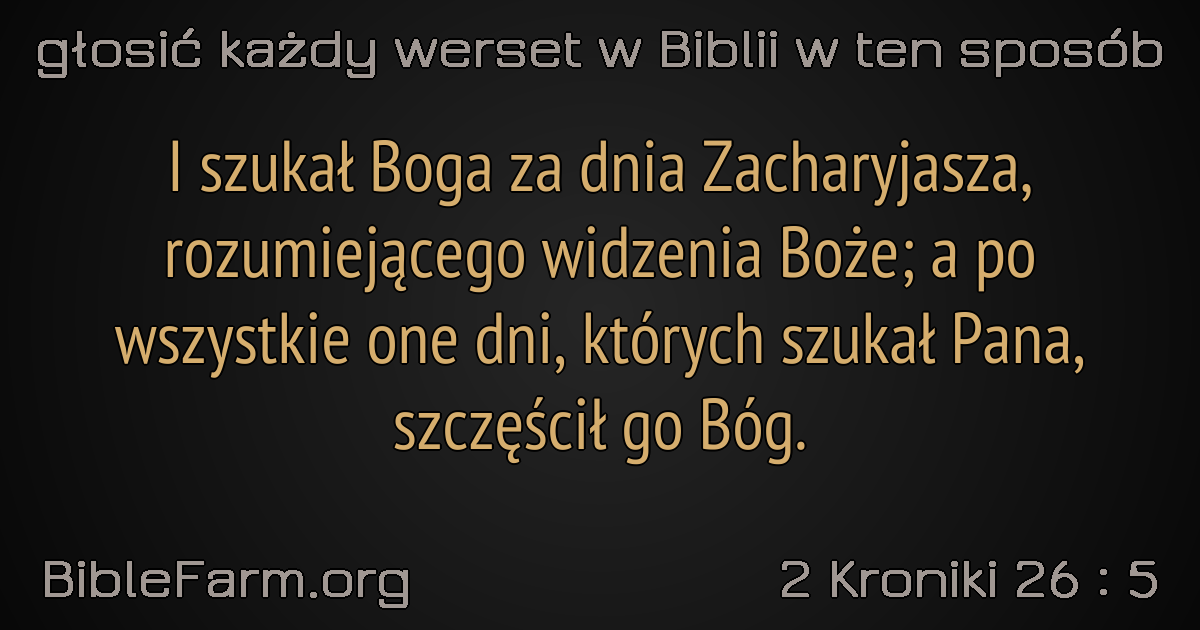 głosić każdy werset w Biblii w ten sposób
I szukał Boga za dnia Zacharyjasza,
rozumiejącego widzenia Boże; a po
wszystkie one dni, których szukał Pana,
szczęścił go Bóg.
BibleFarm.org
2 Kroniki 26 : 5